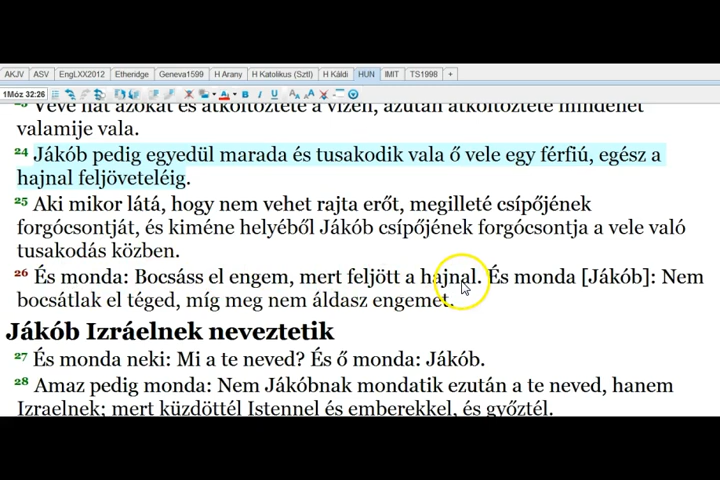 AKJV ASV EngLXX2012 Etheridge Geneva1599 H Arany H Katolikus (SztI) H Káldi HUN IMIT TS1998 +
1Móz 32:26
valamije vala.
24 Jákób pedig egyedül marada és tusakodik vala ő vele egy férfiú, egész a
hajnal feljöveteléig.
25 Aki mikor látá, hogy nem vehet rajta erőt, megilleté csípőjének
forgócsontját, és kiméne helyéből Jákób csípőjének forgócsontja a vele való
tusakodás közben.
26 És monda: Bocsáss el engem, mert feljött a hajnal. És monda [Jákób]: Nem
bocsátlak el téged, míg meg nem áldasz engemet.
Jákób Izráelnek neveztetik
27 És monda neki: Mi a te neved? És ő monda: Jákób.
28 Amaz pedig monda: Nem Jákóbnak mondatik ezután a te neved, hanem
Izraelnek; mert küzdöttél Istennel és emberekkel, és győztél.